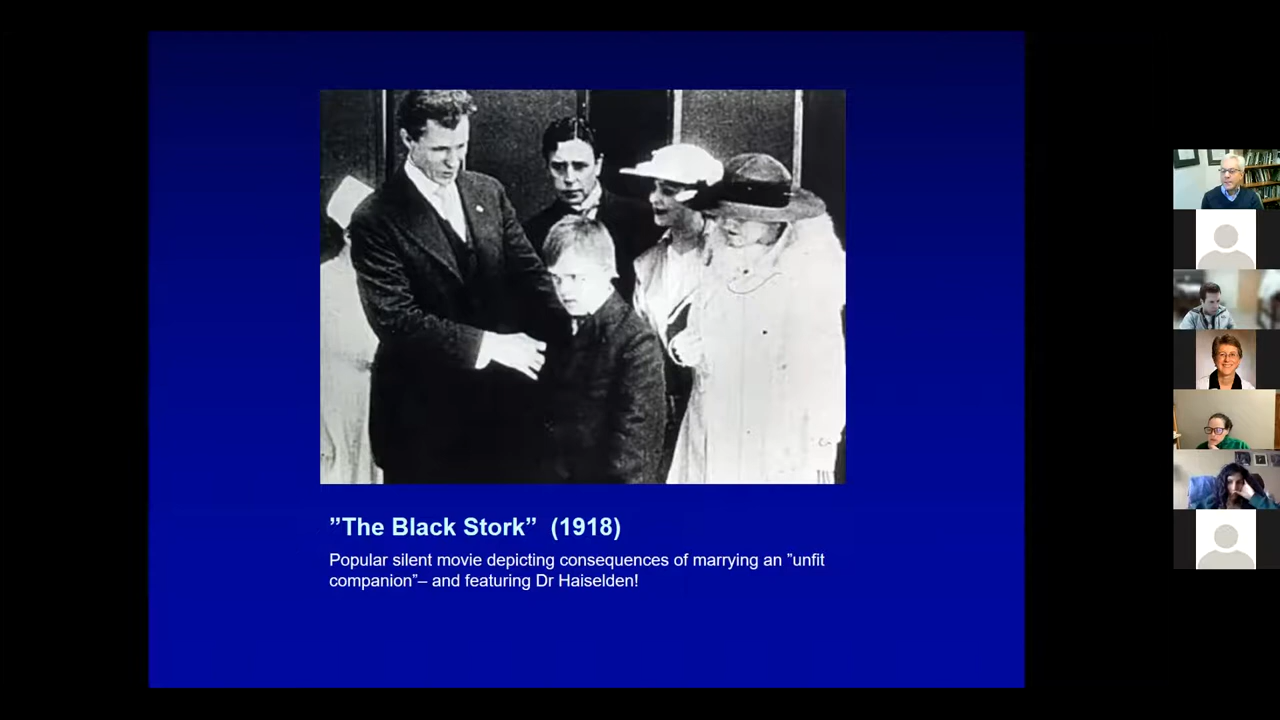 ”The Black Stork” (1918)
Popular silent movie depicting consequences of marrying an ”unfit
companion”– and featuring Dr Haiselden!